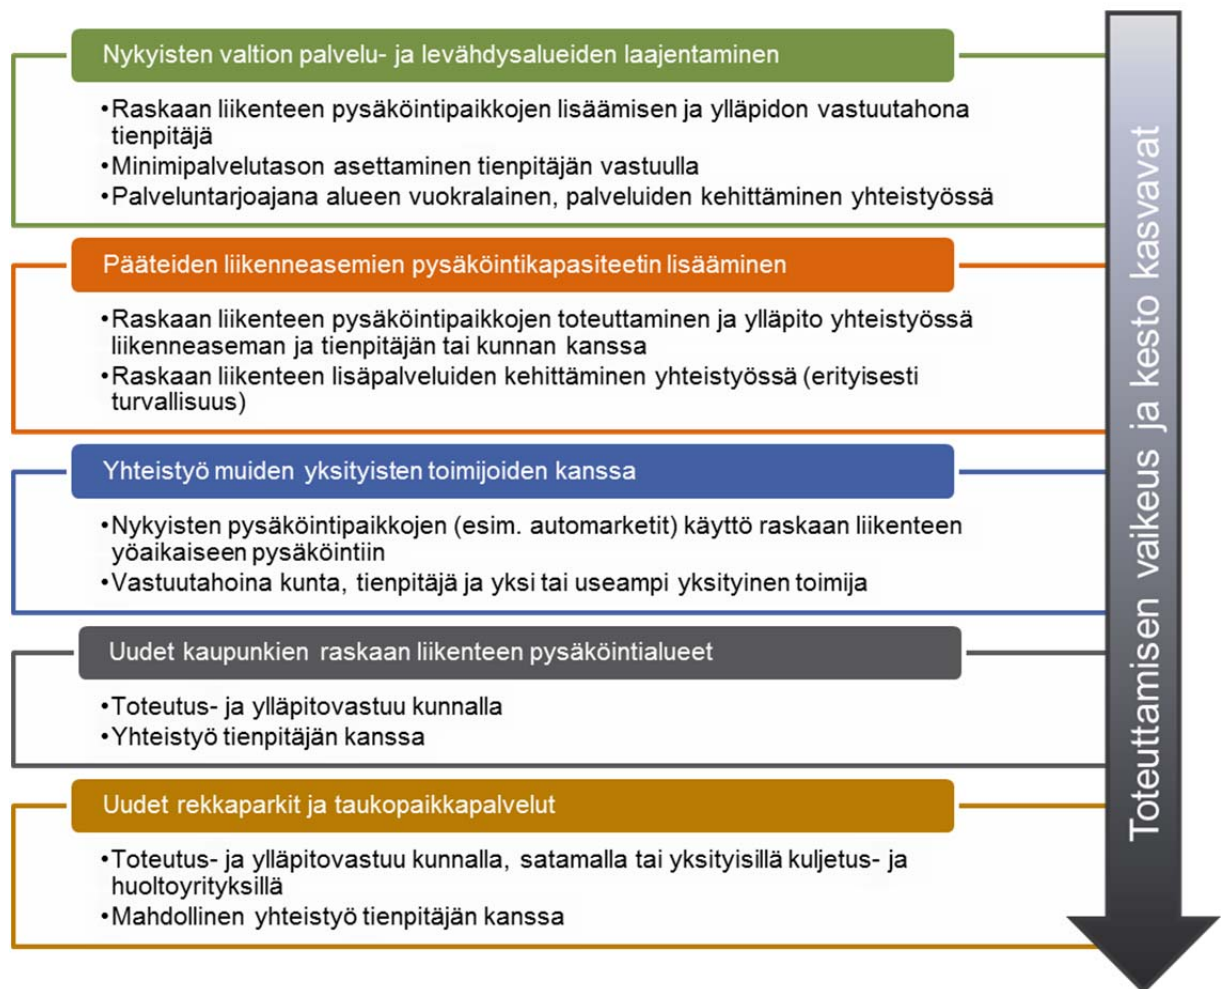 Nykyisten valtion palvelu- ja levähdysalueiden laajentaminen
•Raskaan liikenteen pysäköintipaikkojen lisäämisen ja ylläpidon vastuutahona
tienpitäjä
•Minimipalvelutason asettaminen tienpitäjän vastuulla
•Palveluntarjoajana alueen vuokralainen, palveluiden kehittäminen yhteistyössä
Pääteiden liikenneasemien pysäköintikapasiteetin lisääminen
•Raskaan liikenteen pysäköintipaikkojen toteuttaminen ja ylläpito yhteistyössä
liikenneaseman ja tienpitäjän tai kunnan kanssa
•Raskaan liikenteen lisäpalveluiden kehittäminen yhteistyössä (erityisesti
turvallisuus)
Yhteistyö muiden yksityisten toimijoiden kanssa
•Nykyisten pysäköintipaikkojen (esim. automarketit) käyttö raskaan liikenteen
yöaikaiseen pysäköintiin
•Vastuutahoina kunta, tienpitäjä ja yksi tai useampi yksityinen toimija
Uudet kaupunkien raskaan liikenteen pysäköintialueet
•Toteutus- ja ylläpitovastuu kunnalla
•Yhteistyö tienpitäjän kanssa
Uudet rekkaparkit ja taukopaikkapalvelut
•Toteutus- ja ylläpitovastuu kunnalla, satamalla tai yksityisillä kuljetus- ja
huoltoyrityksillä
•Mahdollinen yhteistyö tienpitäjän kanssa
Toteuttamisen vaikeus ja kesto kasvavat